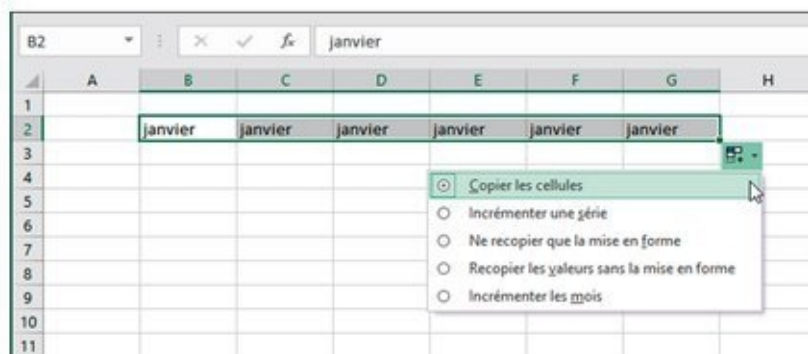 B2 fx janvier
A B C D E F G H
1
2 janvier janvier janvier janvier janvier janvier
3
4
Copier les cellules
5
Incrémenter une série
6
Ne recopier que la mise en forme
7
8
Recopier les valeurs sans la mise en forme
9
Incrémenter les mois
10
11